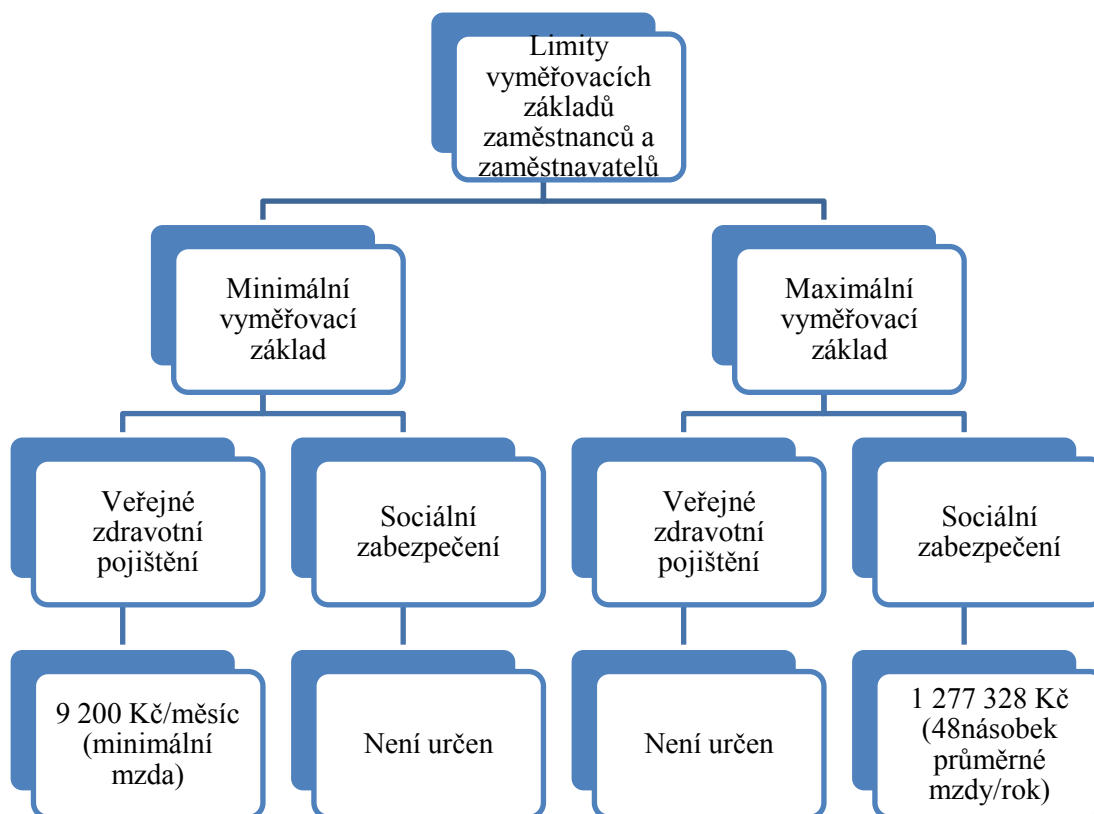 Limity
vyměřovacích
základů
zaměstnanců a
zaměstnavatelů
Minimální
vyměřovací
základ
Maximální
vyměřovací
základ
Veřejné
zdravotní
pojištění
Sociální
zabezpečení
Veřejné
zdravotní
pojištění
Sociální
zabezpečení
9 200 Kč/měsíc
(minimální
mzda)
Není určen
Není určen
1 277 328 Kč
(48násobek
průměrné
mzdy/rok)